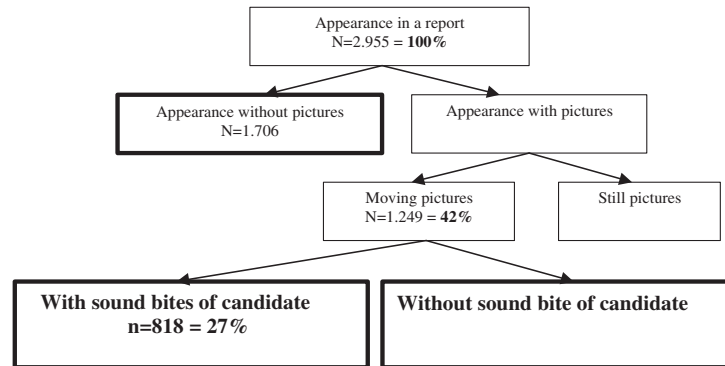 Appearance in a report
N=2.955 = 100%
Appearance without pictures
N=1.706
Appearance with pictures
Moving pictures
N=1.249 = 42%
Still pictures
With sound bites of candidate
n=818 = 27%
Without sound bite of candidate